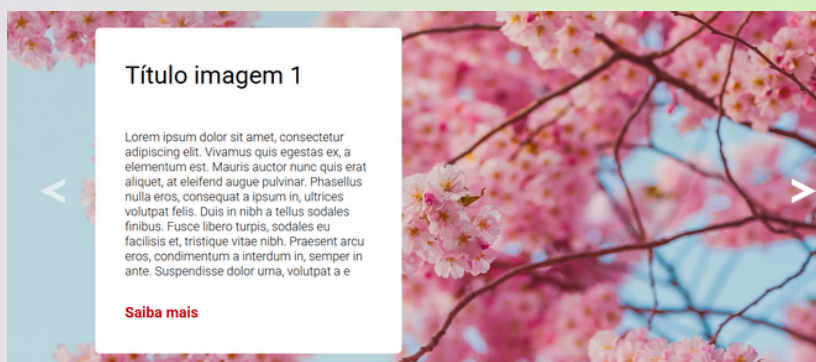 Título imagem 1
Lorem ipsum dolor sit amet, consectetur
adipiscing elit. Vivamus quis egestas ex, a
elementum est. Mauris auctor nunc quis erat
aliquet, at eleifend augue pulvinar. Phasellus
nulla eros, consequat a ipsum in, ultrices
volutpat felis. Duis in nibh a tellus sodales
finibus. Fusce libero turpis, sodales eu
facilisis et, tristique vitae nibh. Praesent arcu
eros, condimentum a interdum in, semper in
ante. Suspendisse dolor urna, volutpat a e
Saiba mais